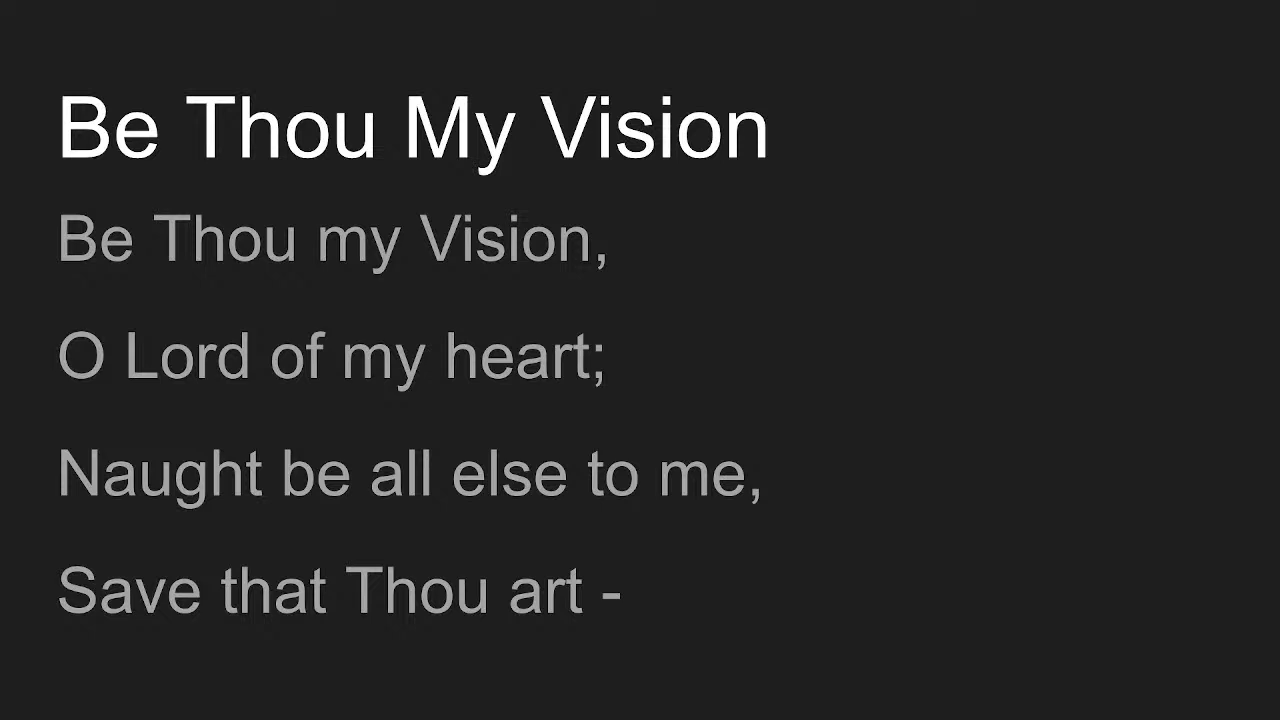 Be Thou My Vision
Be Thou my Vision,
O Lord of my heart;
Naught be all else to me,
Save that Thou art -